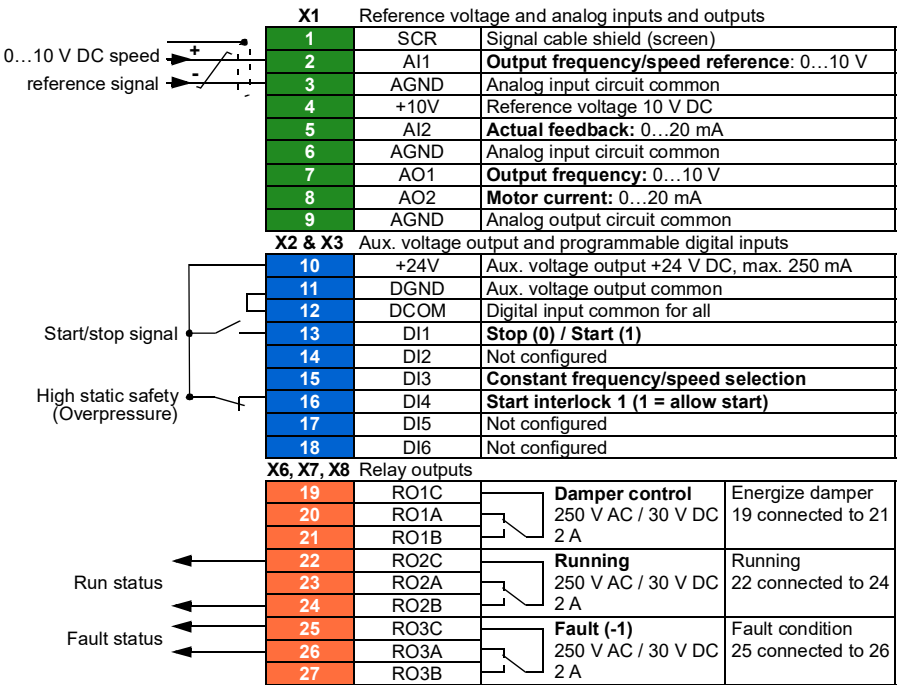 X1 Reference voltage and analog inputs and outputs
1 SCR Signal cable shield (screen)
0…10 V DC speed + 2 AI1 Output frequency/speed reference: 0…10 V
reference signal - 3 AGND Analog input circuit common
4 +10V Reference voltage 10 V DC
5 AI2 Actual feedback: 0…20 mA
6 AGND Analog input circuit common
7 AO1 Output frequency: 0…10 V
8 AO2 Motor current: 0…20 mA
9 AGND Analog output circuit common
X2 & X3 Aux. voltage output and programmable digital inputs
10 +24V Aux. voltage output +24 V DC, max. 250 mA
11 DGND Aux. voltage output common
12 DCOM Digital input common for all
Start/stop signal 13 DI1 Stop (0) / Start (1)
14 DI2 Not configured
15 DI3 Constant frequency/speed selection
High static safety 16 DI4 Start interlock 1 (1 = allow start)
(Overpressure)
17 DI5 Not configured
18 DI6 Not configured
X6, X7, X8 Relay outputs
19 RO1C Damper control Energize damper
20 RO1A 250 V AC / 30 V DC 19 connected to 21
21 RO1B 2 A
22 RO2C Running Running
Run status 23 RO2A 250 V AC / 30 V DC 22 connected to 24
24 RO2B 2 A
25 RO3C Fault (-1) Fault condition
Fault status 26 RO3A 250 V AC / 30 V DC 25 connected to 26
27 RO3B 2 A